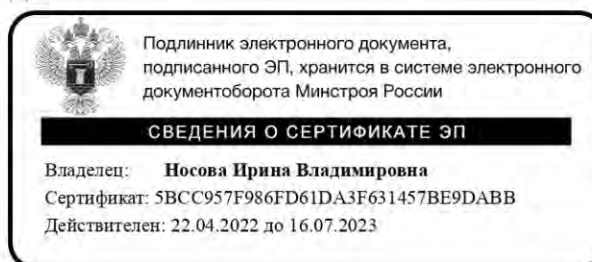 Подлинник электронного документа,
подписанного ЭП, хранится в системе электронного
документоборота Минстроя России
СВЕДЕНИЯ О СЕРТИФИКАТЕ ЭП
Владелец: Носова Ирина Владимировна
Сертификат: 5BCC957F986FD61DA3F631457BE9DABB
Действителен: 22.04.2022 до 16.07.2023